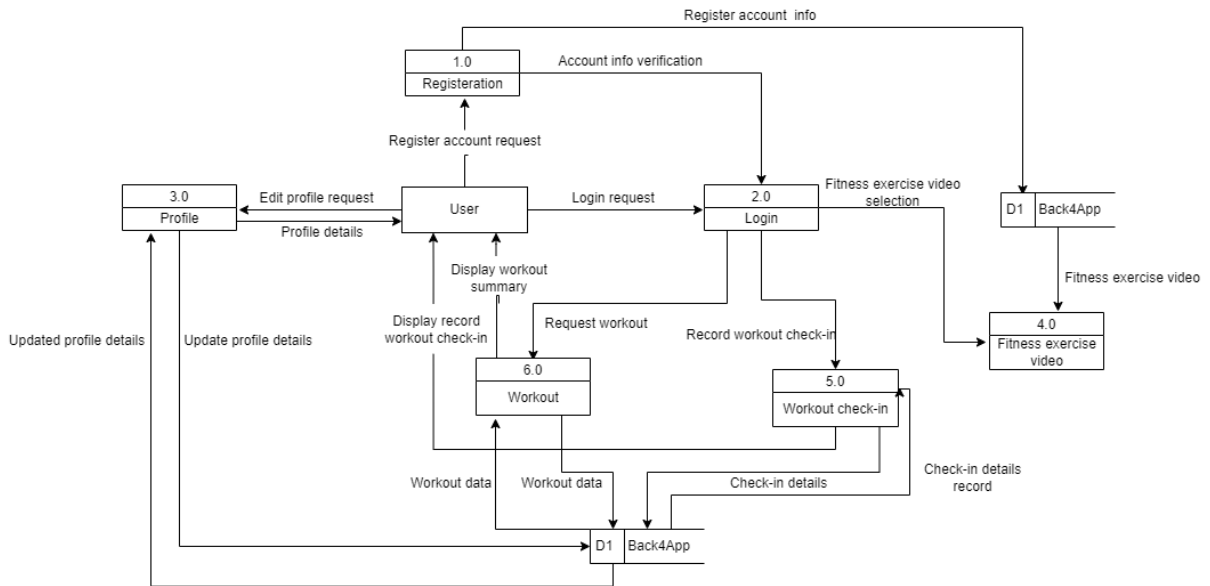 Register account info
1.0
Registeration
Account info verification
Register account request
3.0
Profile
Edit profile request
Profile details
User
Login request
2.0
Login
Fitness exercise video
selection
D1
Back4App
Fitness exercise video
4.0
Fitness exercise
video
Display workout
summary
Display record
workout check-in
Request workout
Record workout check-in
Updated profile details
Update profile details
6.0
Workout
5.0
Workout check-in
Workout data
Workout data
Check-in details
Check-in details
record
D1
Back4App